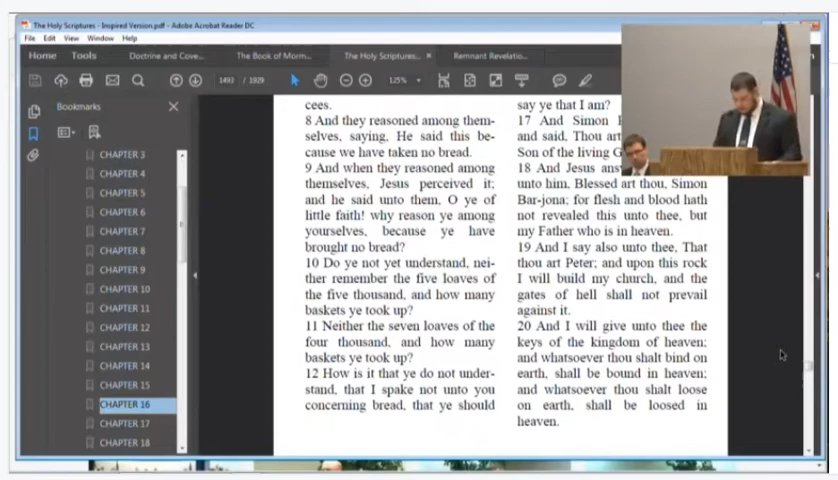 The Holy Scriptures - Inspired Version.pdf - Adobe Acrobat Reader DC
File Edit View Window Help
Home Tools Doctrine and Cove... The Book of Morm... The Holy Scriptures... × Remnant Revelatio...
1493 / 1929 125%
Bookmarks
CHAPTER 3
CHAPTER 4
CHAPTER 5
CHAPTER 6
CHAPTER 7
CHAPTER 8
CHAPTER 9
CHAPTER 10
CHAPTER 11
CHAPTER 12
CHAPTER 13
CHAPTER 14
CHAPTER 15
CHAPTER 16
CHAPTER 17
CHAPTER 18
cees.
8 And they reasoned among them-
selves, saying, He said this be-
cause we have taken no bread.
9 And when they reasoned among
themselves, Jesus perceived it;
and he said unto them, O ye of
little faith! why reason ye among
yourselves, because ye have
brought no bread?
10 Do ye not yet understand, nei-
ther remember the five loaves of
the five thousand, and how many
baskets ye took up?
11 Neither the seven loaves of the
four thousand, and how many
baskets ye took up?
12 How is it that ye do not under-
stand, that I spake not unto you
concerning bread, that ye should
say ye that I am?
17 And Simon
and said, Thou art
Son of the living G
18 And Jesus ans
unto him, Blessed art thou, Simon
Bar-jona; for flesh and blood hath
not revealed this unto thee, but
my Father who is in heaven.
19 And I say also unto thee, That
thou art Peter; and upon this rock
I will build my church, and the
gates of hell shall not prevail
against it.
20 And I will give unto thee the
keys of the kingdom of heaven;
and whatsoever thou shalt bind on
earth, shall be bound in heaven;
and whatsoever thou shalt loose
on earth, shall be loosed in
heaven.